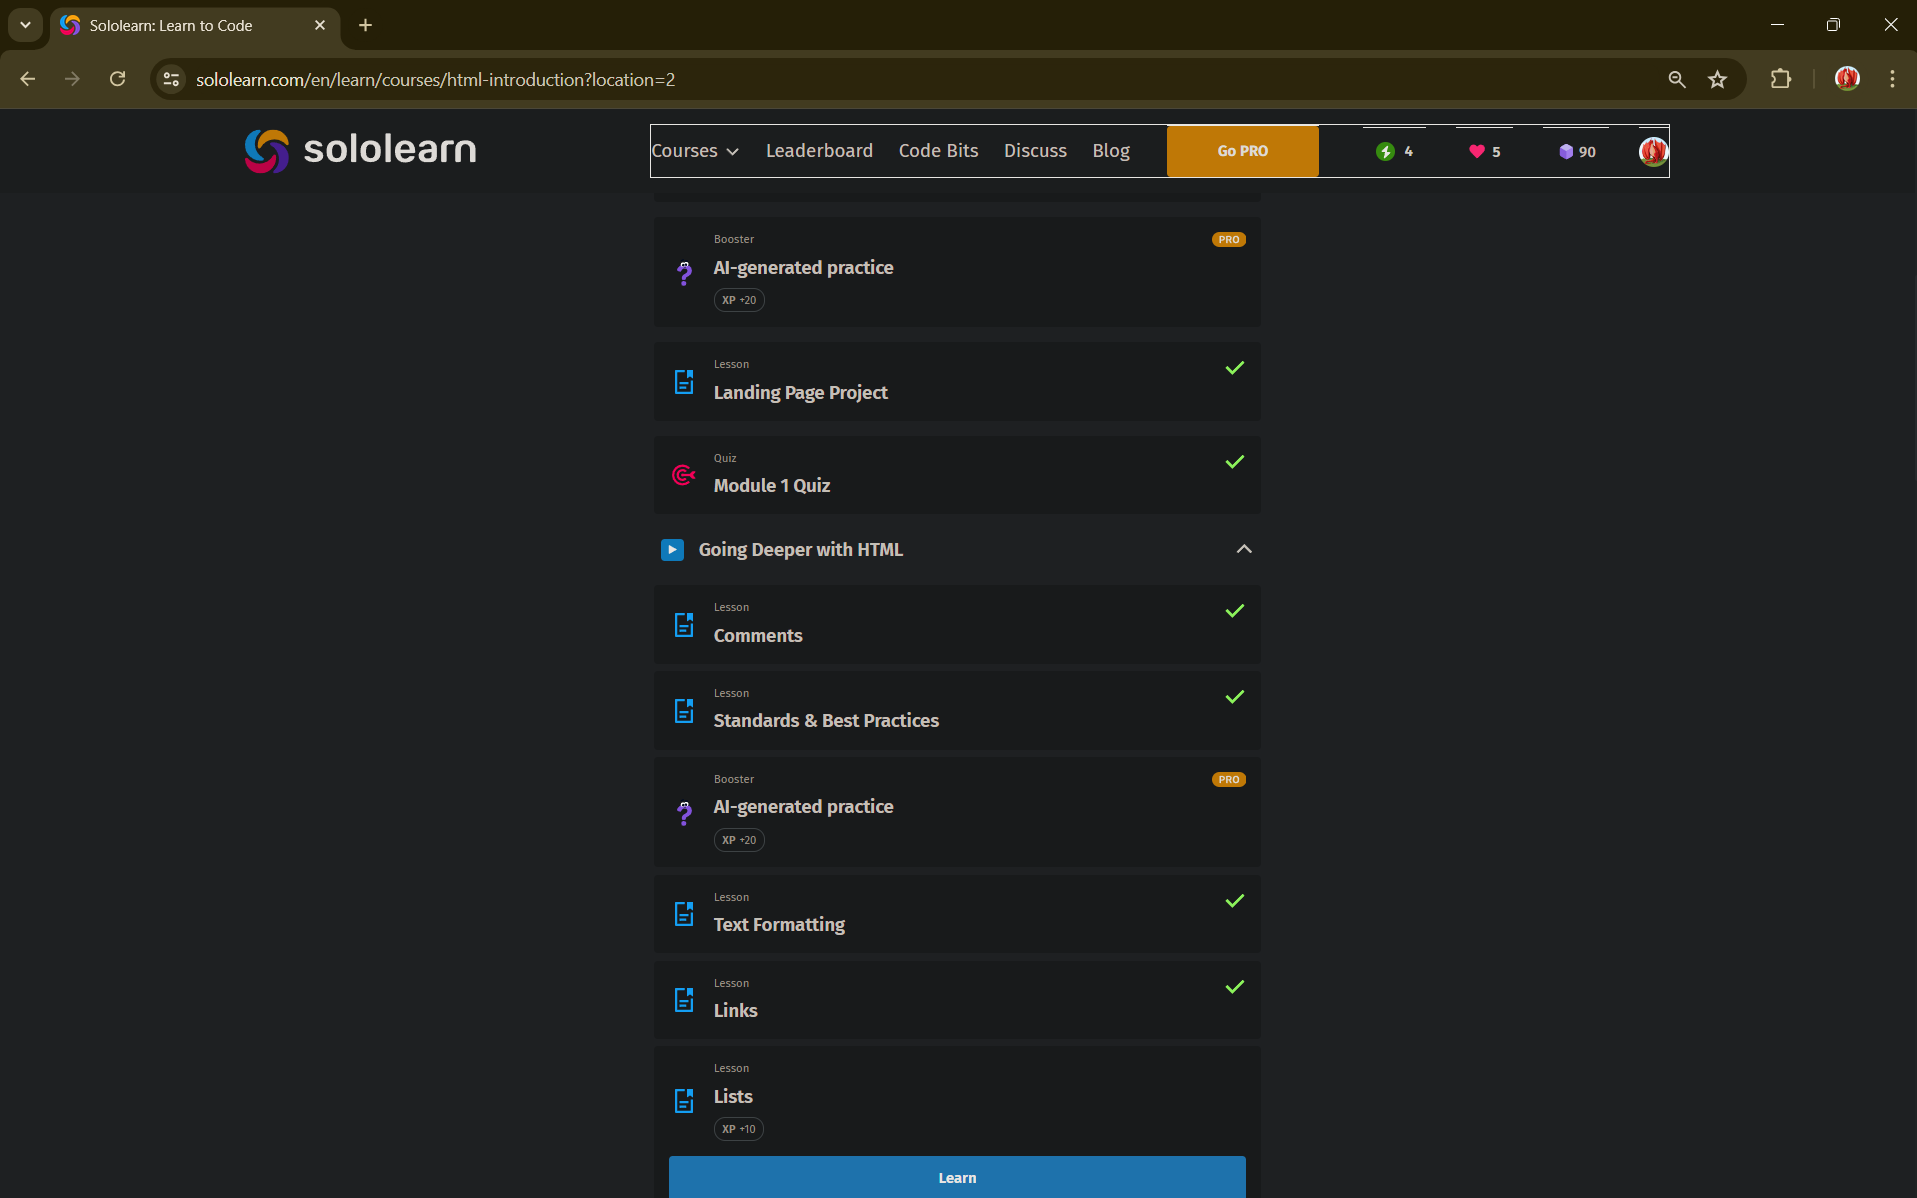 Sololearn: Learn to Code
sololearn.com/en/learn/courses/html-introduction?location=2
sololearn
Courses Leaderboard Code Bits Discuss Blog Go PRO 4 5 90
Booster
PRO
AI-generated practice
XP +20
Lesson
Landing Page Project
Quiz
Module 1 Quiz
Going Deeper with HTML
Lesson
Comments
Lesson
Standards & Best Practices
Booster
PRO
AI-generated practice
XP +20
Lesson
Text Formatting
Lesson
Links
Lesson
Lists
XP +10
Learn